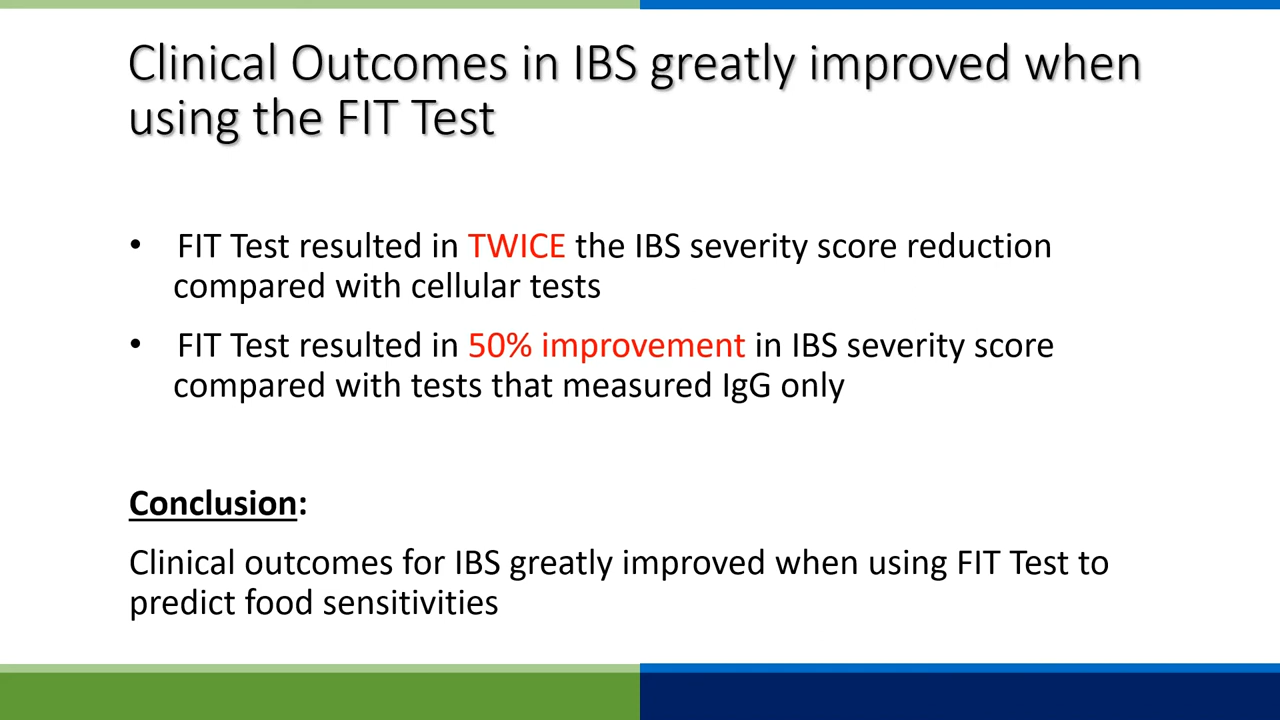 Clinical Outcomes in IBS greatly improved when
using the FIT Test
• FIT Test resulted in TWICE the IBS severity score reduction
compared with cellular tests
• FIT Test resulted in 50% improvement in IBS severity score
compared with tests that measured IgG only
Conclusion:
Clinical outcomes for IBS greatly improved when using FIT Test to
predict food sensitivities